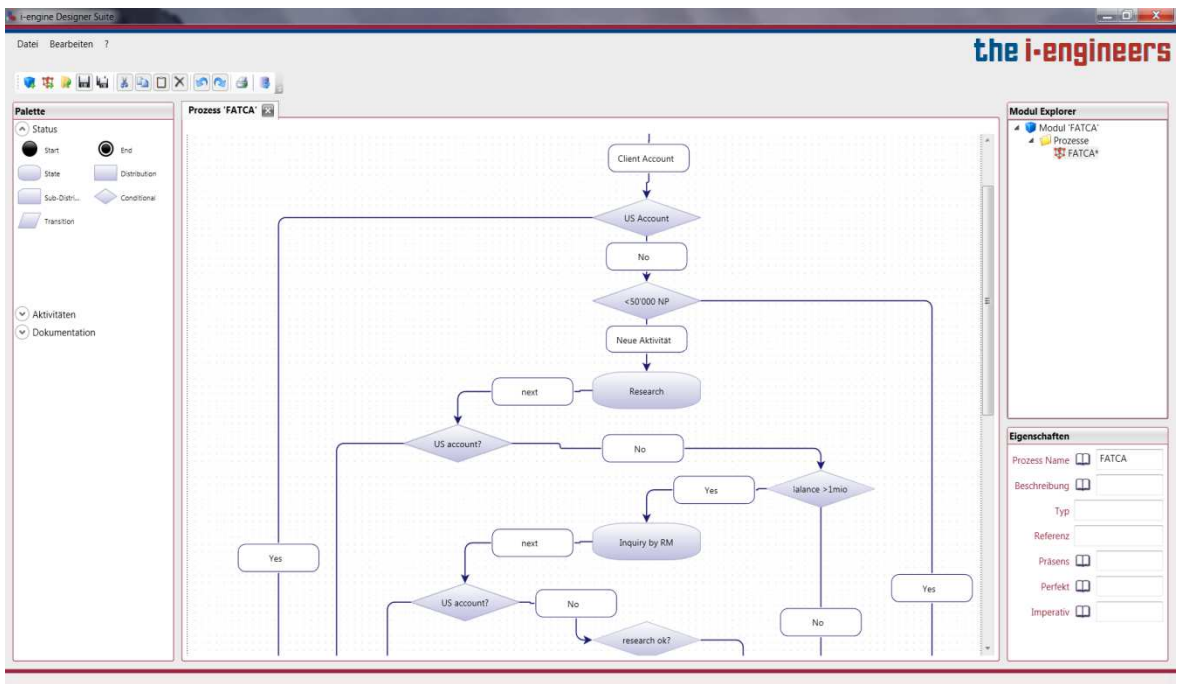 i-engine Designer Suite
Datei Bearbeiten ?
the i-engineers
Palette
Status
Start
End
State
Distribution
Sub-Distri...
Conditional
Transition
Aktivitäten
Dokumentation
Prozess 'FATCA'
Client Account
US Account
No
<50'000 NP
Neue Aktivität
next
Research
US account?
No
Yes
lalance >1mio
Yes
next
Inquiry by RM
US account?
No
Yes
No
research ok?
Modul Explorer
Modul 'FATCA'
Prozesse
FATCA*
Eigenschaften
Prozess Name FATCA
Beschreibung
Typ
Referenz
Präsens
Perfekt
Imperativ